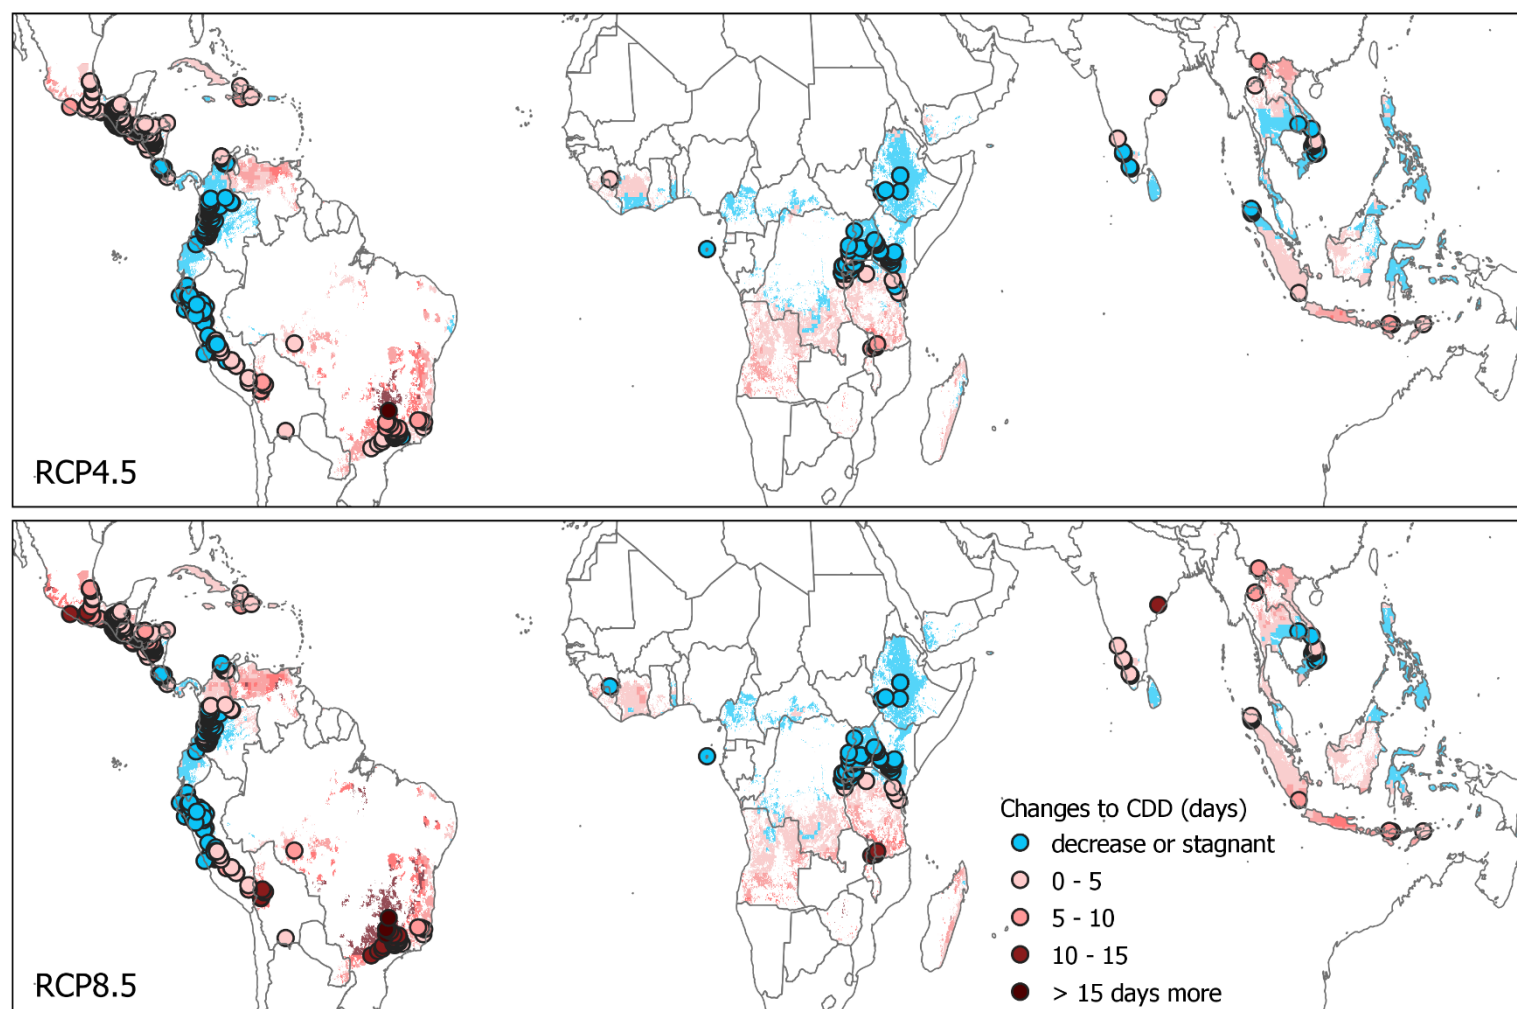 RCP4.5
Changes to CDD (days)
decrease or stagnant
0 - 5
5 - 10
10 - 15
> 15 days more
RCP8.5